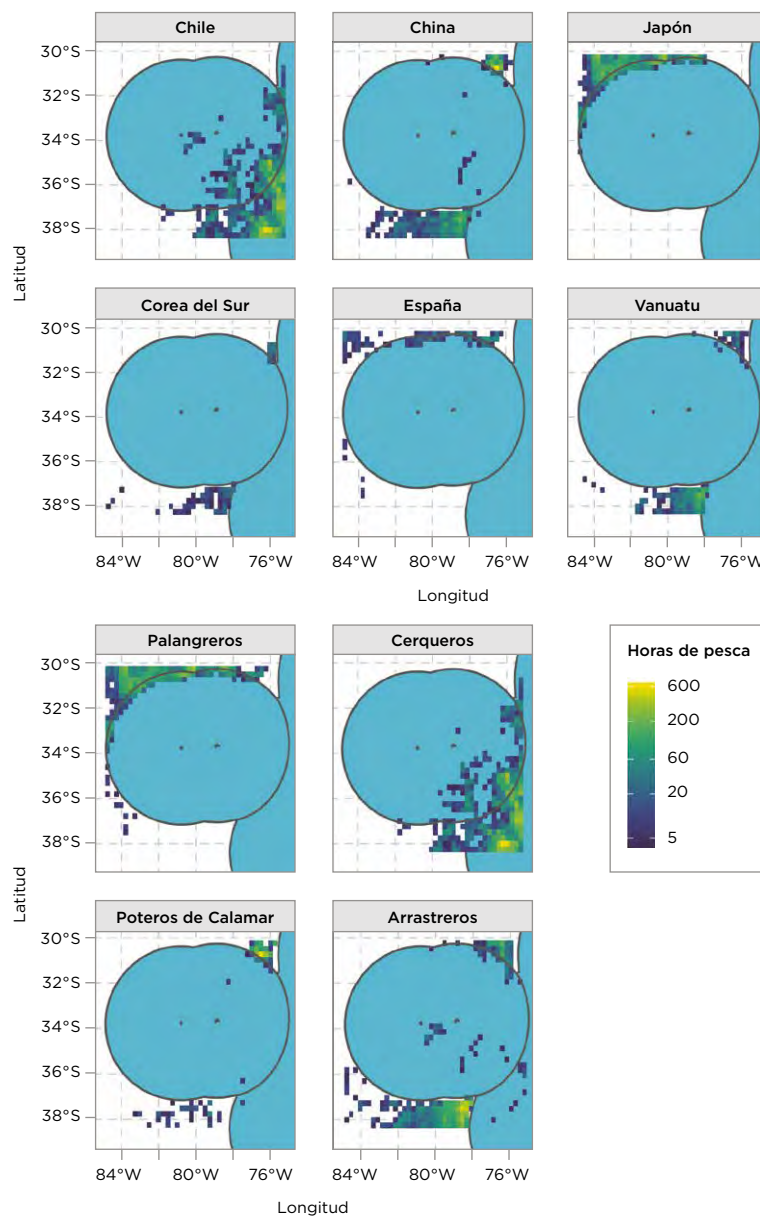 Chile China Japón
30°S
32°S
34°S
36°S
38°S
Latitud
Corea del Sur España Vanuatu
30°S
32°S
34°S
36°S
38°S
84°W 80°W 76°W 84°W 80°W 76°W 84°W 80°W 76°W
Longitud
Palangreros Cerqueros
30°S
32°S
34°S
36°S
38°S
Latitud
Horas de pesca
600
200
60
20
5
Poteros de Calamar Arrastreros
30°S
32°S
34°S
36°S
38°S
84°W 80°W 76°W 84°W 80°W 76°W
Longitud